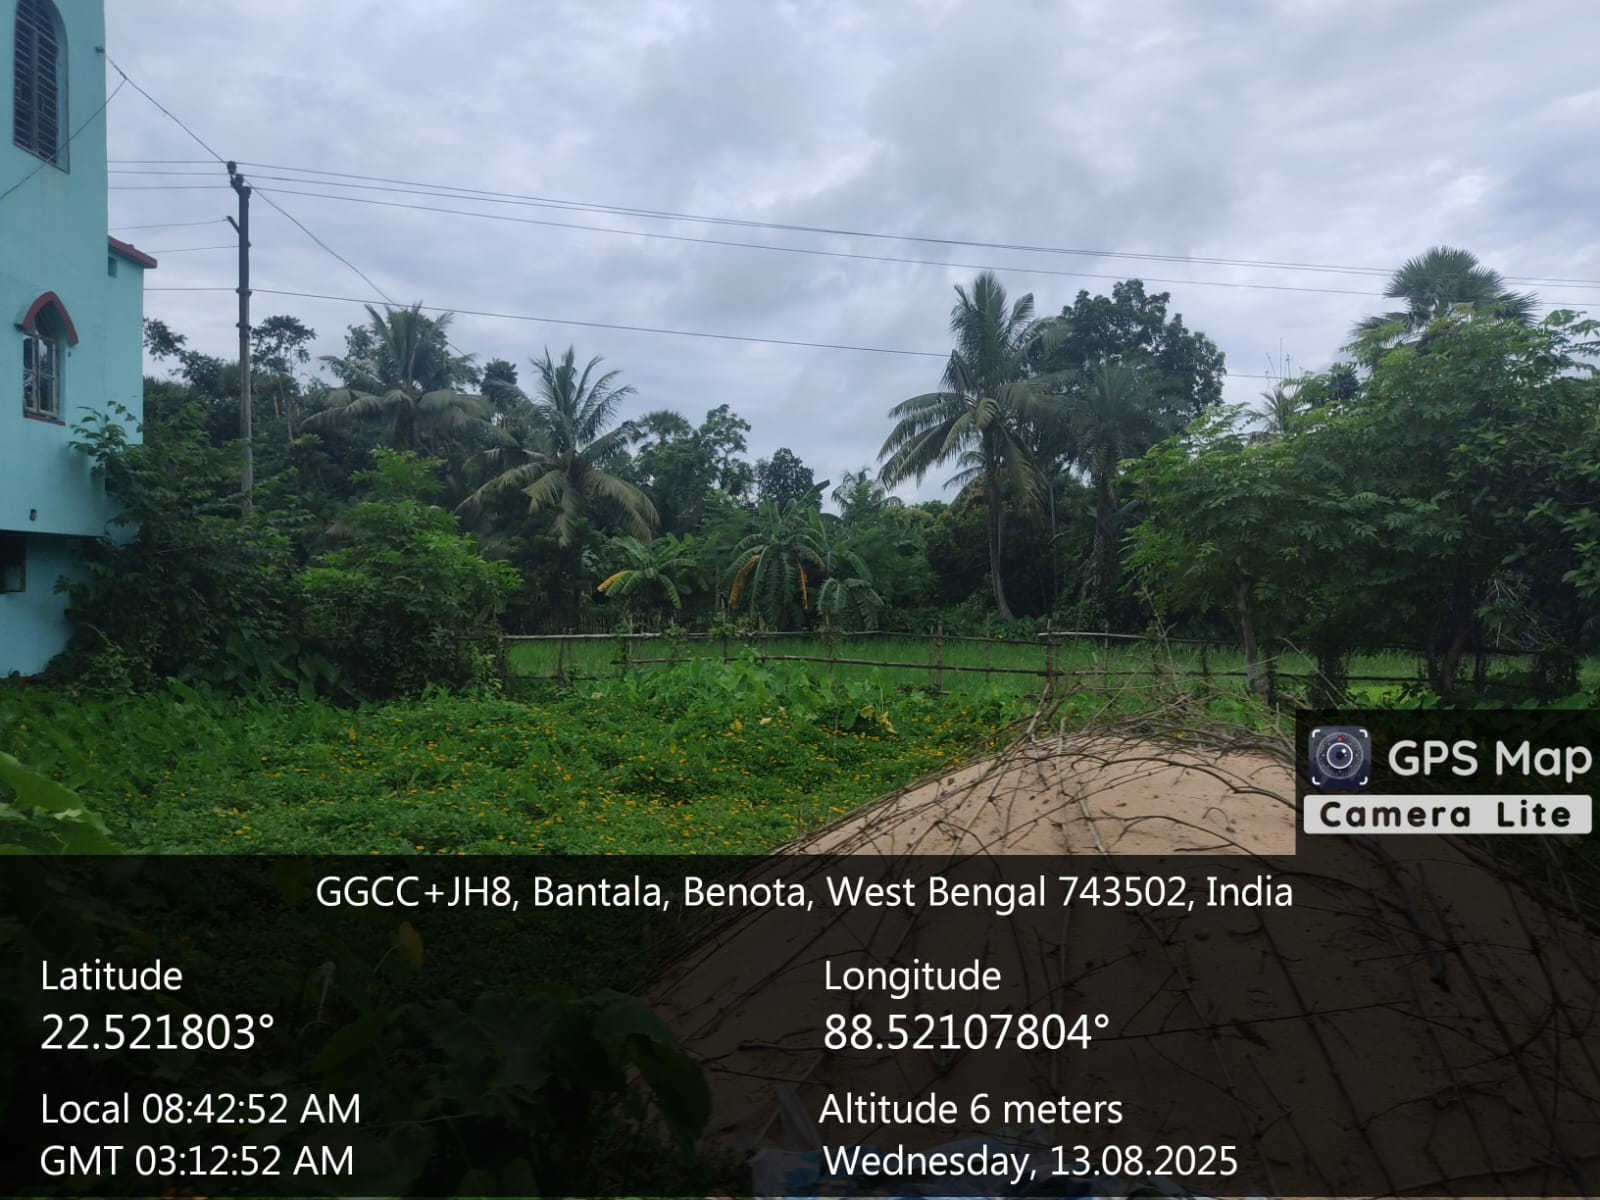 GPS Map
Camera Lite
GGCC+JH8, Bantala, Benota, West Bengal 743502, India
Latitude
22.521803°
Longitude
88.52107804°
Local 08:42:52 AM
GMT 03:12:52 AM
Altitude 6 meters
Wednesday, 13.08.2025